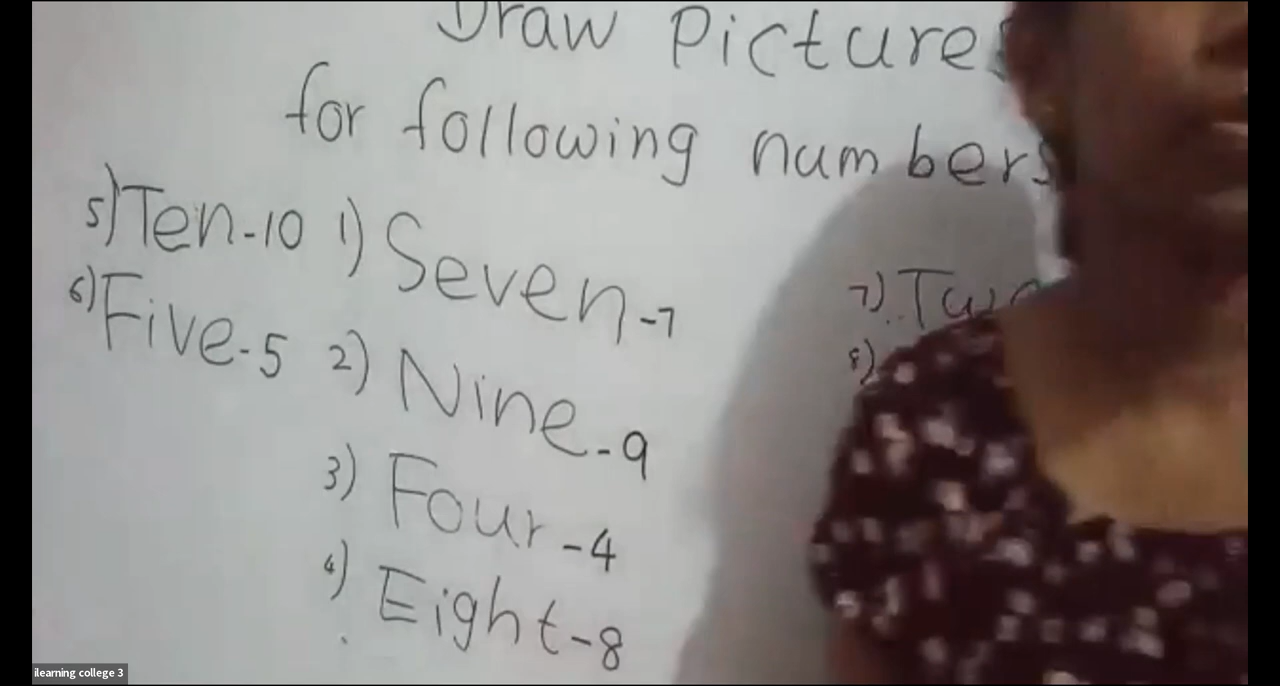 Draw Pictures
for following numbers
5) Ten-10
6) Five-5
1) Seven-7
2) Nine-9
3) Four-4
4) Eight-8
7)
8)
ilearning college 3